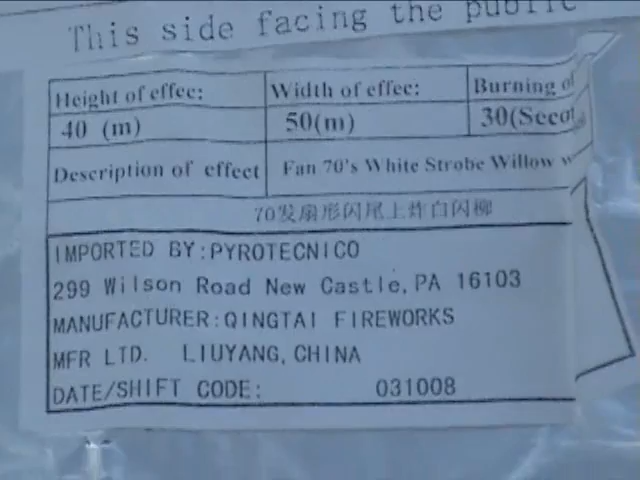 This side facing the public
Height of effec: Width of effec: Burning of
40 (m) 50(m) 30(Secon
Description of effect Fan 70's White Strobe Willow w
70发扇形闪尾上炸白闪柳
IMPORTED BY:PYROTECNICO
299 Wilson Road New Castle,PA 16103
MANUFACTURER:QINGTAI FIREWORKS
MFR LTD. LIUYANG,CHINA
DATE/SHIFT CODE: 031008